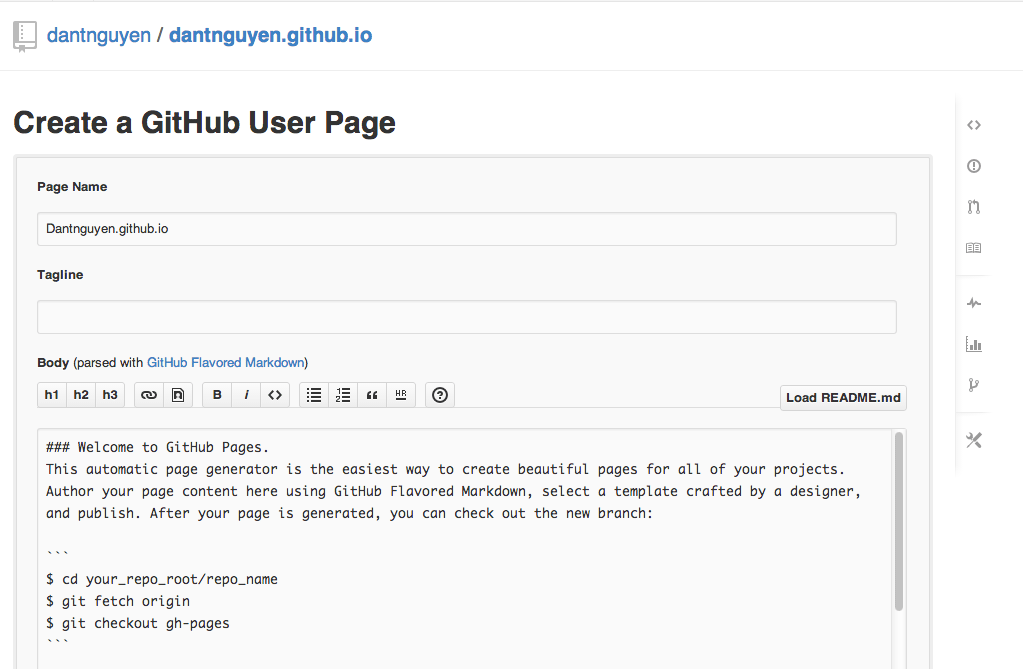 dantnguyen / dantnguyen.github.io
Create a GitHub User Page
Page Name
Dantnguyen.github.io
Tagline
Body (parsed with GitHub Flavored Markdown)
h1 h2 h3 B i <> “ HR ? Load README.md
### Welcome to GitHub Pages.
This automatic page generator is the easiest way to create beautiful pages for all of your projects.
Author your page content here using GitHub Flavored Markdown, select a template crafted by a designer,
and publish. After your page is generated, you can check out the new branch:
```
$ cd your_repo_root/repo_name
$ git fetch origin
$ git checkout gh-pages
```